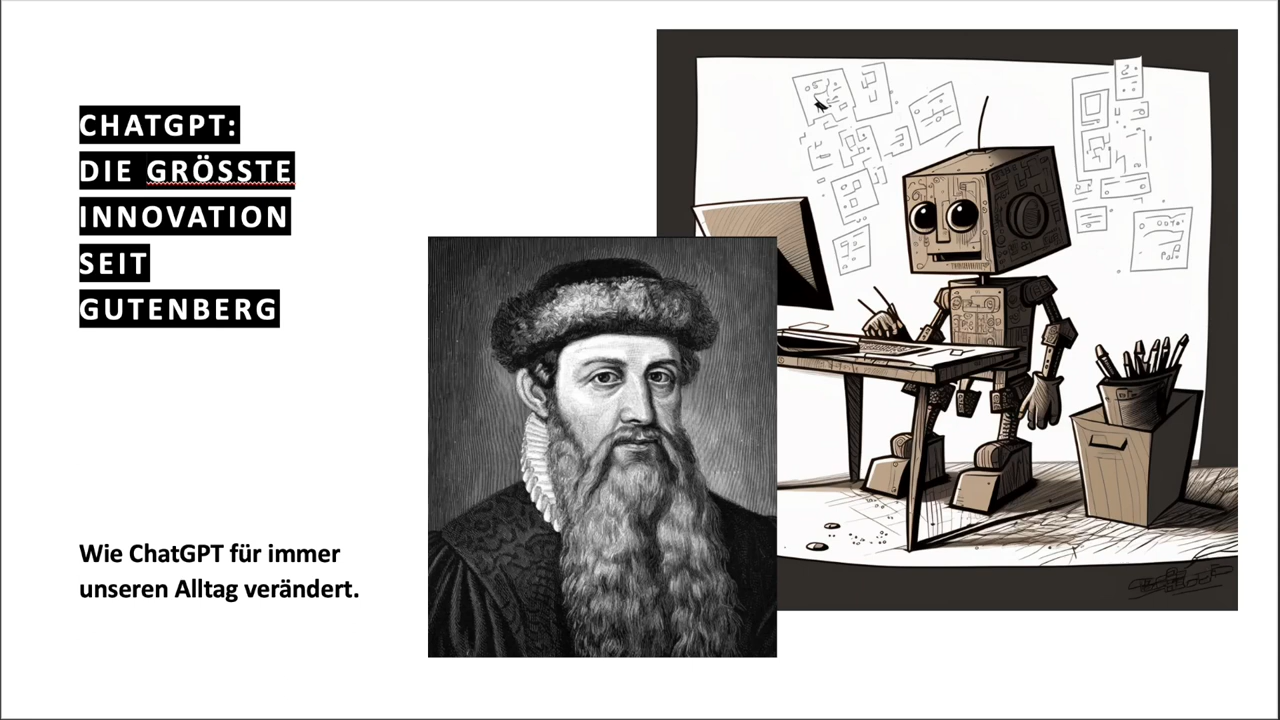 CHATGPT:
DIE GRÖSSTE
INNOVATION
SEIT
GUTENBERG
Wie ChatGPT für immer
unseren Alltag verändert.